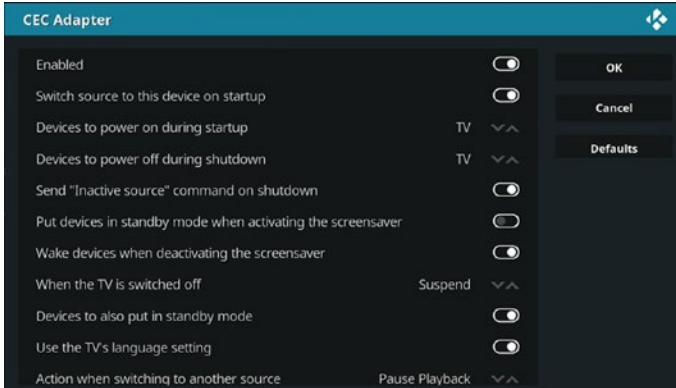 CEC Adapter
Enabled
OK
Switch source to this device on startup
Cancel
Devices to power on during startup TV
Defaults
Devices to power off during shutdown TV
Send "Inactive source" command on shutdown
Put devices in standby mode when activating the screensaver
Wake devices when deactivating the screensaver
When the TV is switched off Suspend
Devices to also put in standby mode
Use the TV's language setting
Action when switching to another source Pause Playback